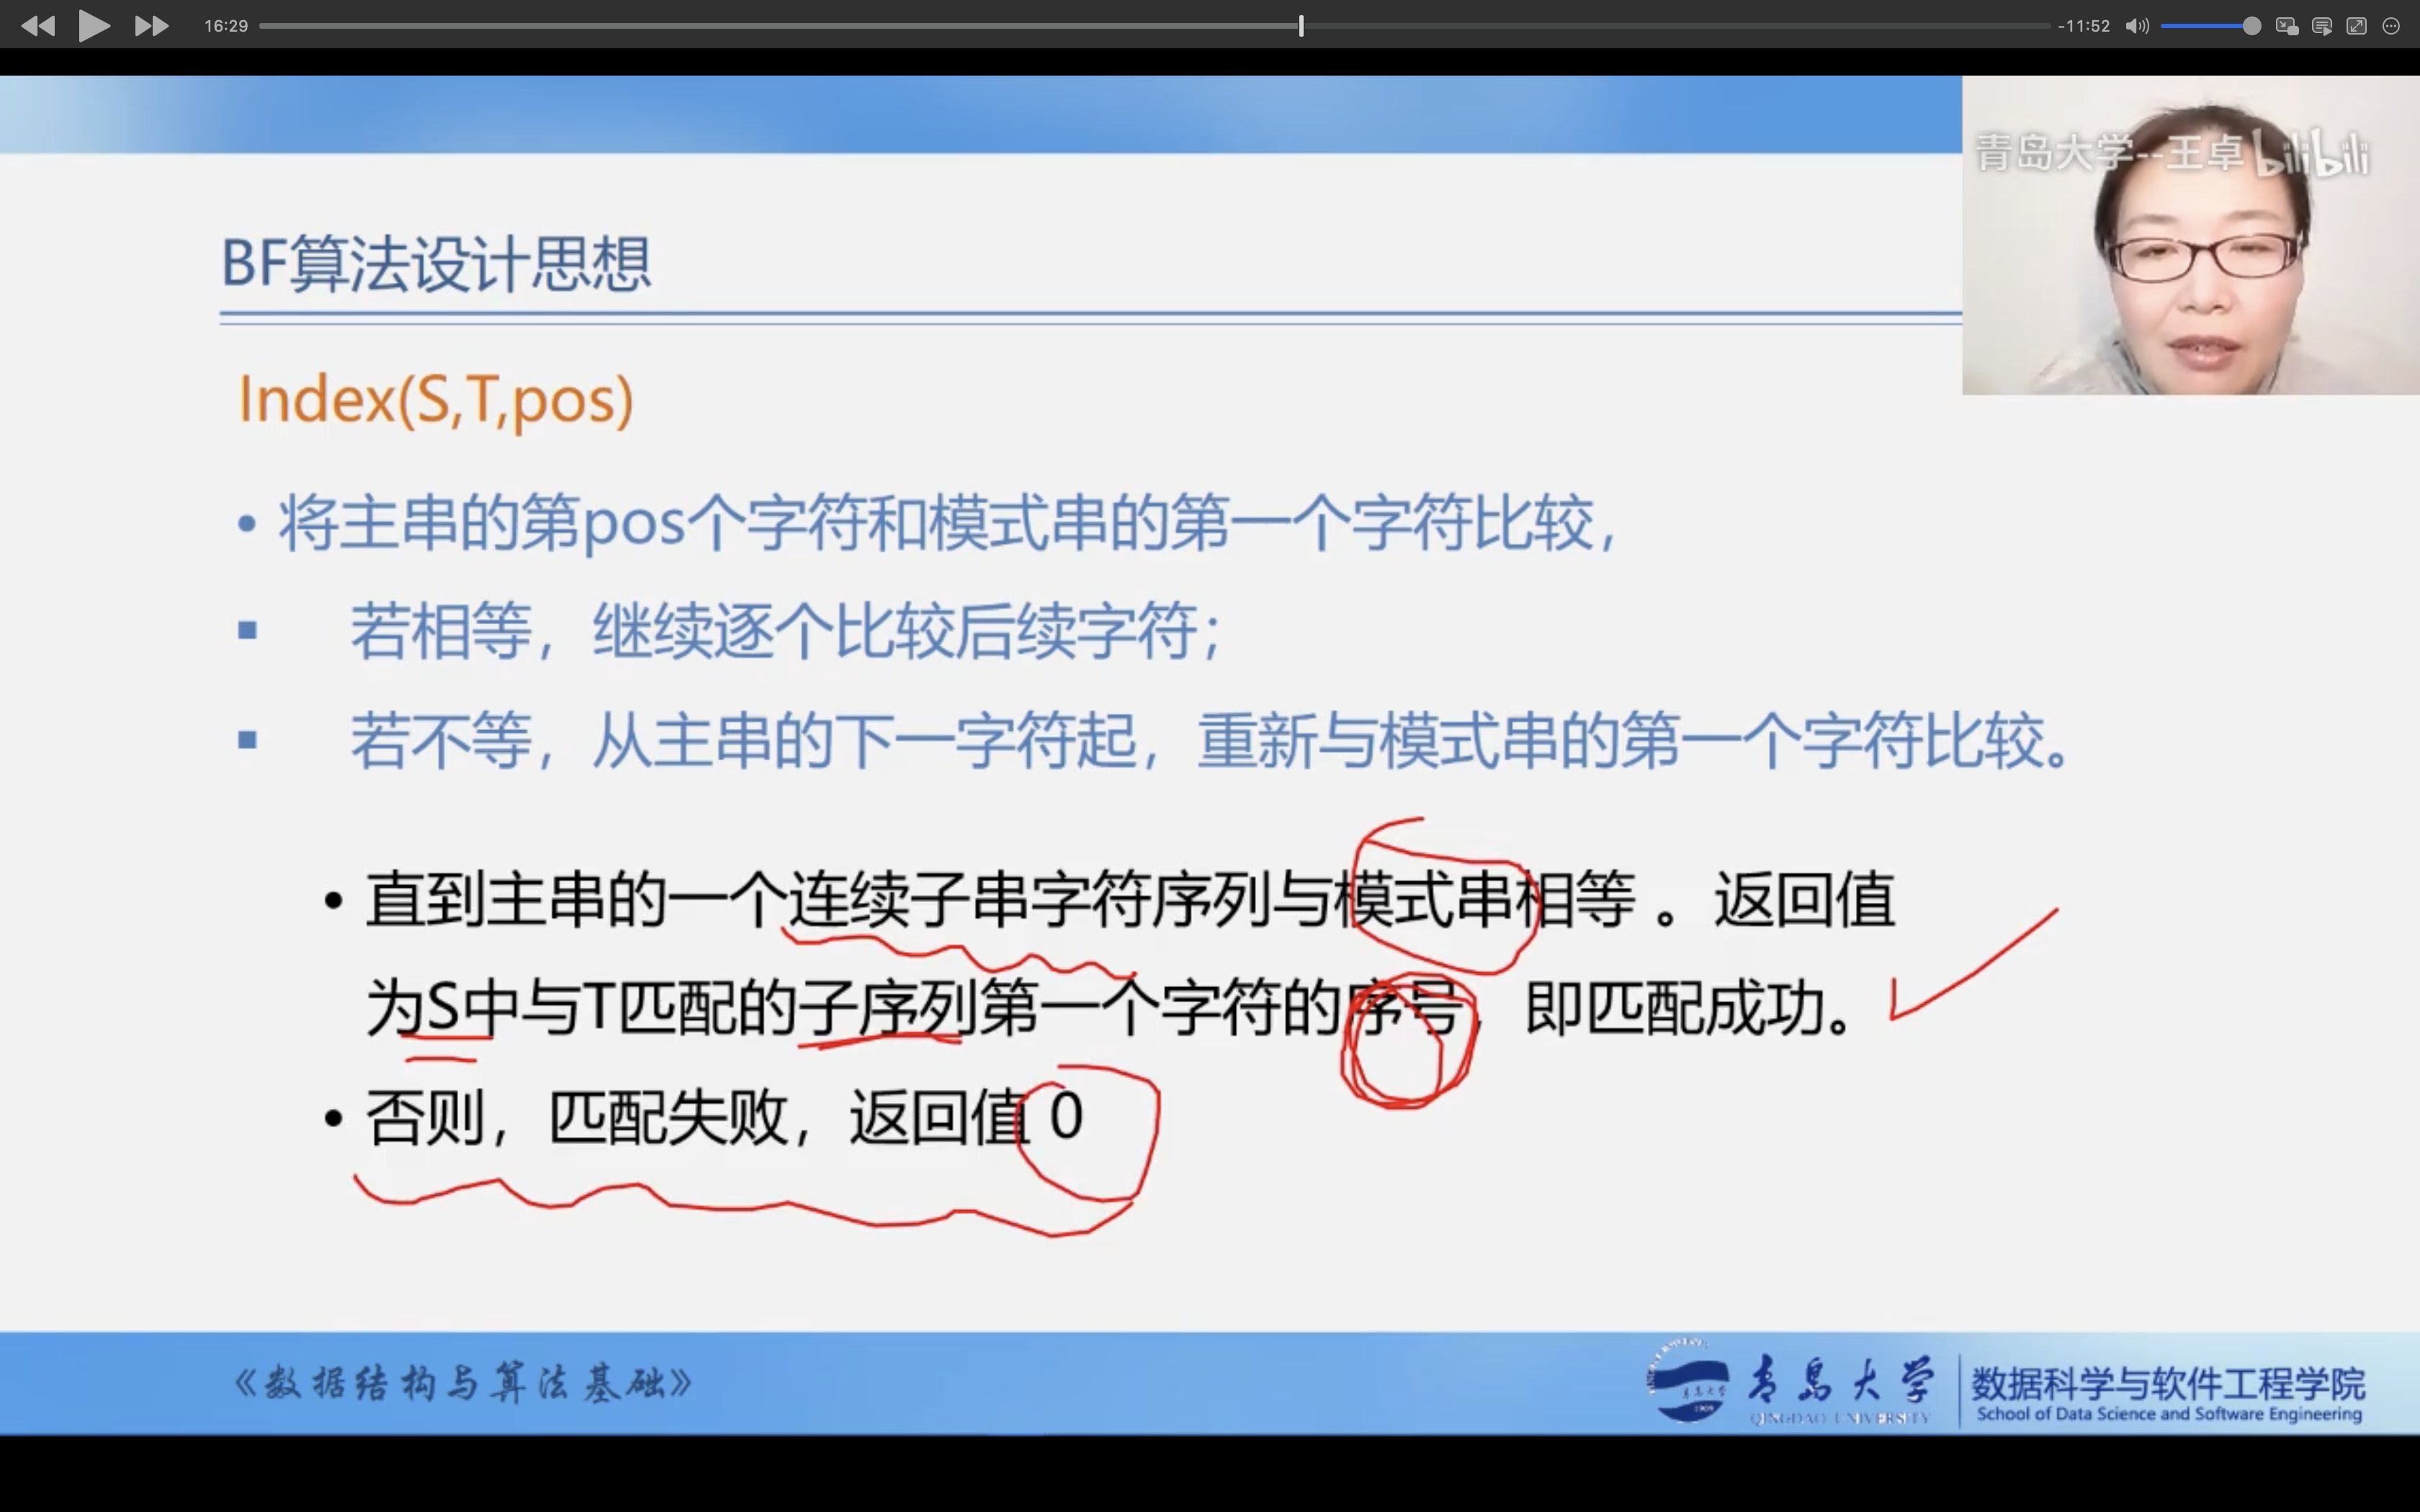 16:29
-11:52
青岛大学--王卓 bilibili
BF算法设计思想
Index(S,T,pos)
• 将主串的第pos个字符和模式串的第一个字符比较，
▪ 若相等，继续逐个比较后续字符；
▪ 若不等，从主串的下一字符起，重新与模式串的第一个字符比较。
• 直到主串的一个连续子串字符序列与模式串相等 。返回值
为S中与T匹配的子序列第一个字符的序号，即匹配成功。
• 否则，匹配失败，返回值 0
《数据结构与算法基础》
青岛大学
QINGDAO UNIVERSITY
数据科学与软件工程学院
School of Data Science and Software Engineering